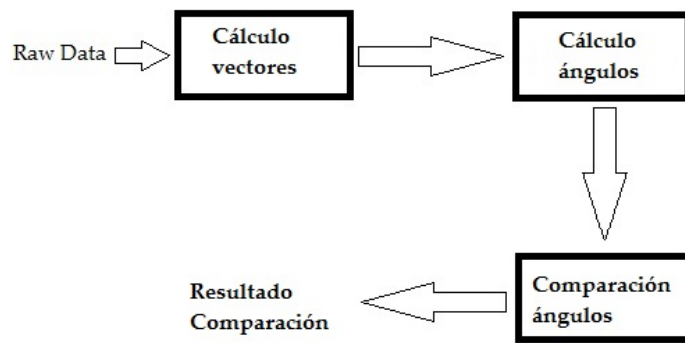 Raw Data
Cálculo
vectores
Cálculo
ángulos
Comparación
ángulos
Resultado
Comparación